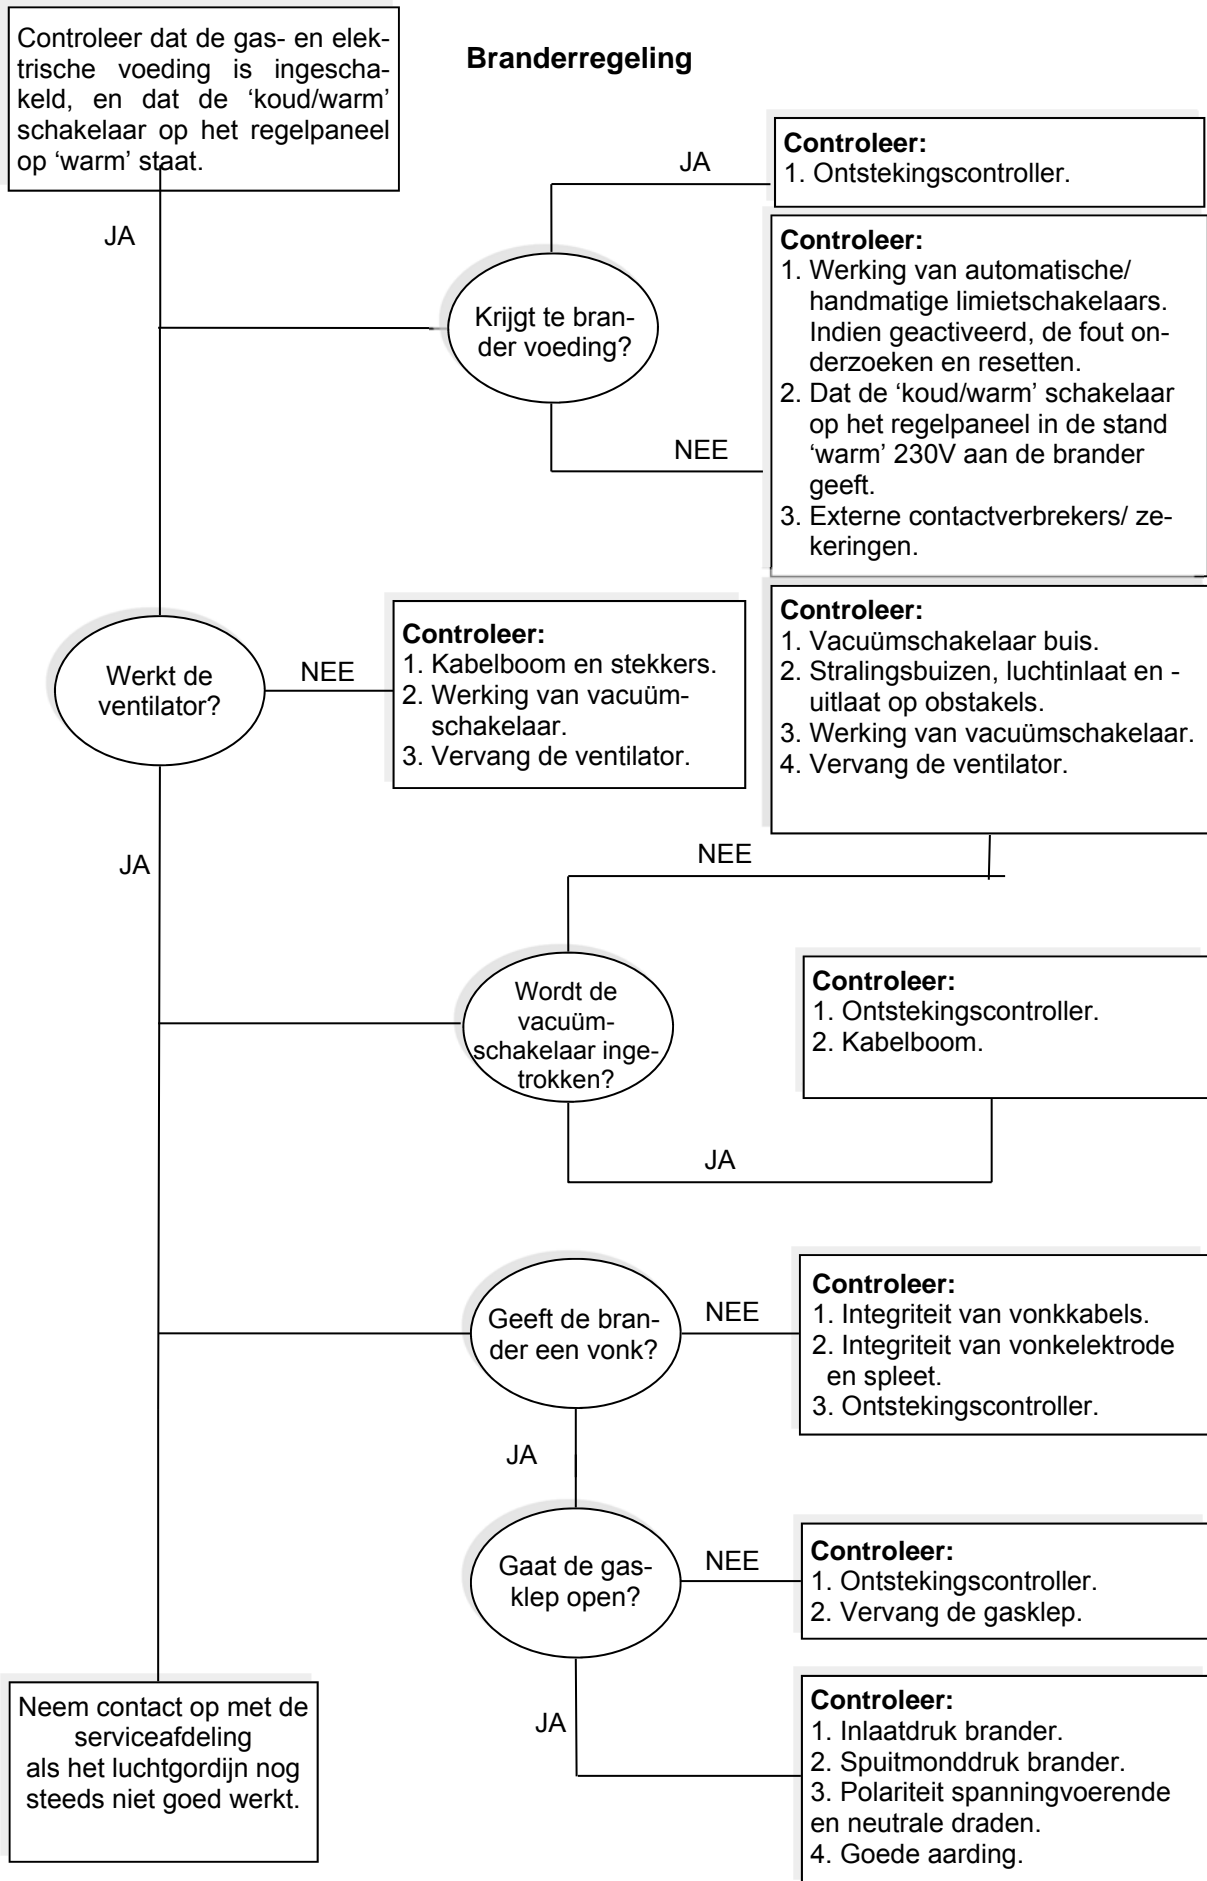 Controleer dat de gas- en elek-
trische voeding is ingescha-
keld, en dat de ‘koud/warm’
schakelaar op het regelpaneel
op ‘warm’ staat.
Branderregeling
JA
Controleer:
1. Ontstekingscontroller.
JA
Krijgt te bran-
der voeding?
NEE
Controleer:
1. Werking van automatische/
handmatige limietschakelaars.
Indien geactiveerd, de fout on-
derzoeken en resetten.
2. Dat de ‘koud/warm’ schakelaar
op het regelpaneel in de stand
‘warm’ 230V aan de brander
geeft.
3. Externe contactverbrekers/ ze-
keringen.
Werkt de
ventilator?
NEE
Controleer:
1. Kabelboom en stekkers.
2. Werking van vacuüm-
schakelaar.
3. Vervang de ventilator.
Controleer:
1. Vacuümschakelaar buis.
2. Stralingsbuizen, luchtinlaat en -
uitlaat op obstakels.
3. Werking van vacuümschakelaar.
4. Vervang de ventilator.
JA
NEE
Wordt de
vacuüm-
schakelaar inge-
trokken?
Controleer:
1. Ontstekingscontroller.
2. Kabelboom.
JA
Geeft de bran-
der een vonk?
NEE
Controleer:
1. Integriteit van vonkkabels.
2. Integriteit van vonkelektrode
en spleet.
3. Ontstekingscontroller.
JA
Gaat de gas-
klep open?
NEE
Controleer:
1. Ontstekingscontroller.
2. Vervang de gasklep.
JA
Controleer:
1. Inlaatdruk brander.
2. Spuitmonddruk brander.
3. Polariteit spanningvoerende
en neutrale draden.
4. Goede aarding.
Neem contact op met de
serviceafdeling
als het luchtgordijn nog
steeds niet goed werkt.